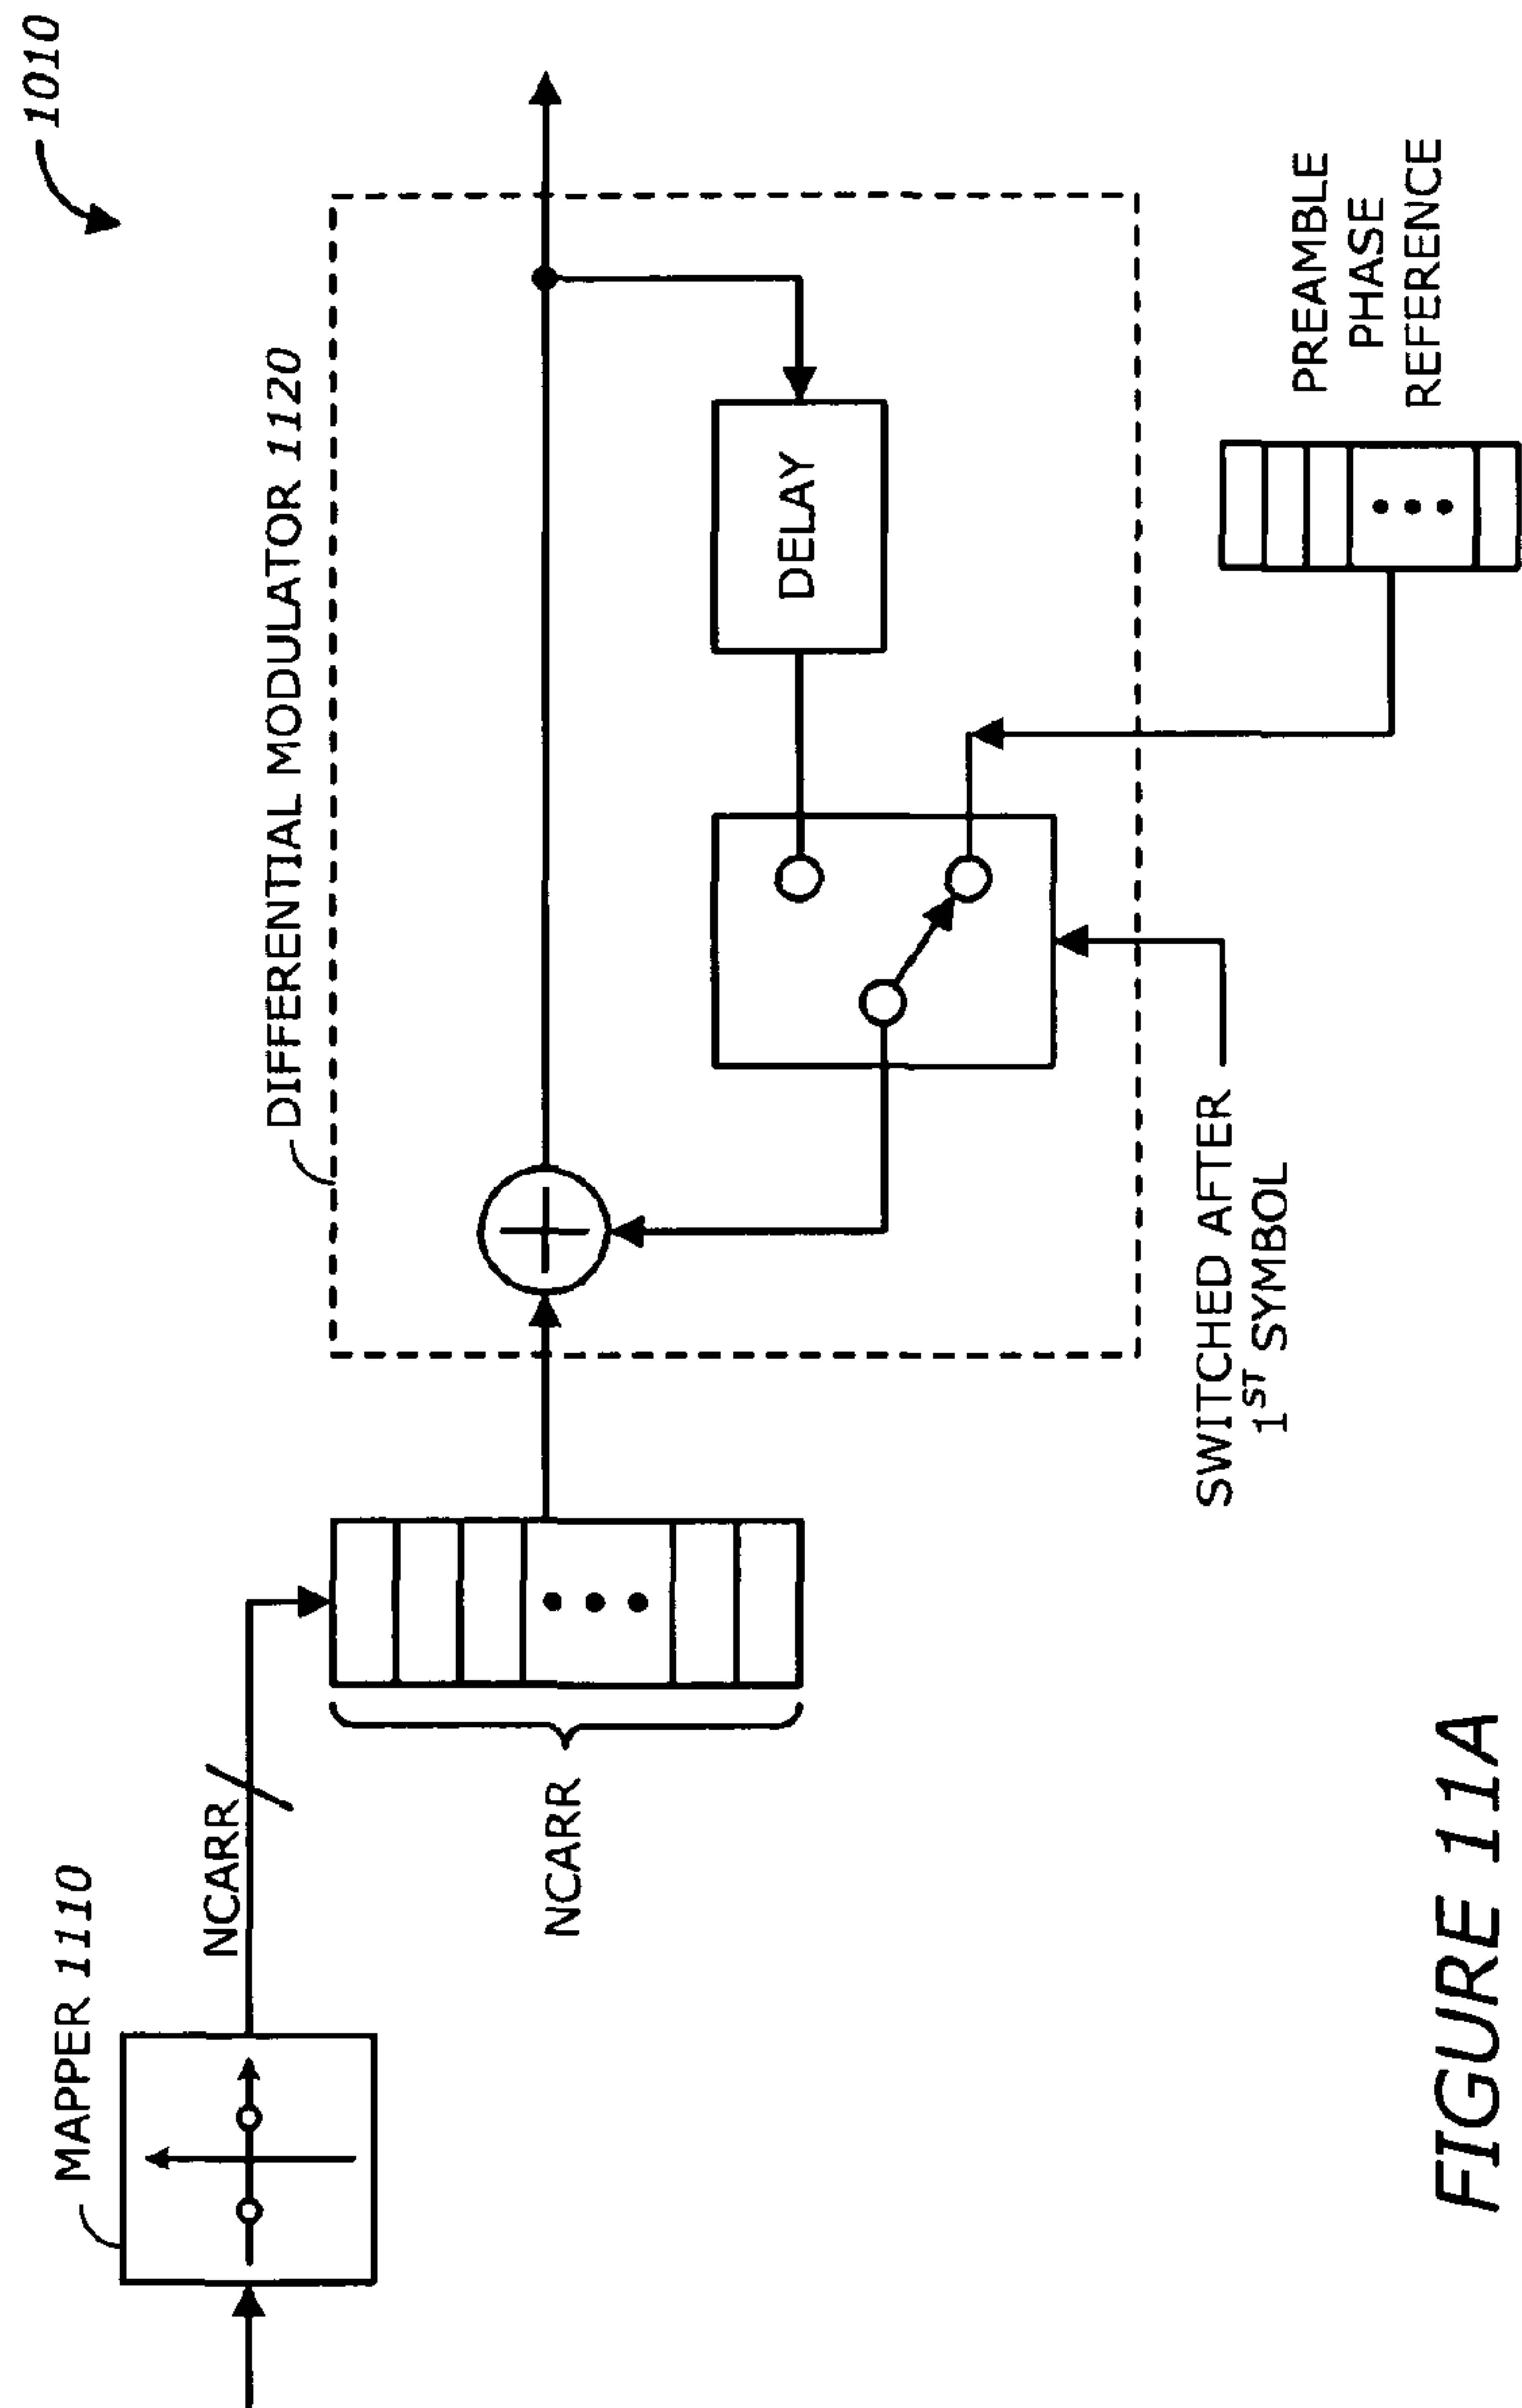 1010
DIFFERENTIAL MODULATOR 1120
MAPPER 1110
NCARR
NCARR
DELAY
SWITCHED AFTER
1ST SYMBOL
PREAMBLE
PHASE
REFERENCE
FIGURE 11A